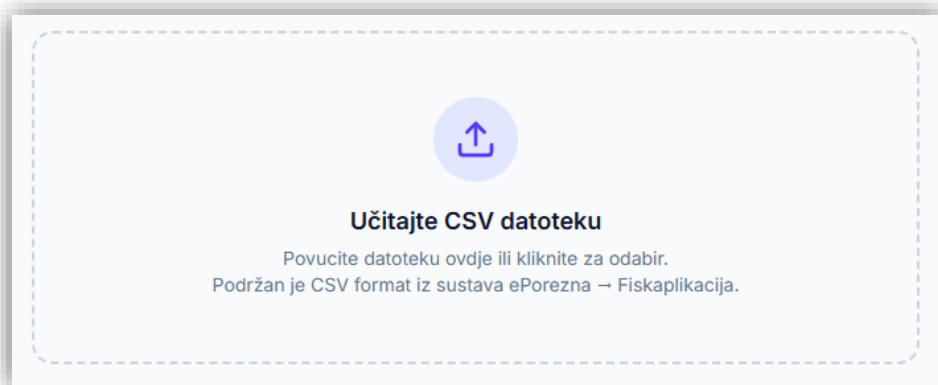 Učitajte CSV datoteku
Povucite datoteku ovdje ili kliknite za odabir.
Podržan je CSV format iz sustava ePorezna → Fiskaplikacija.